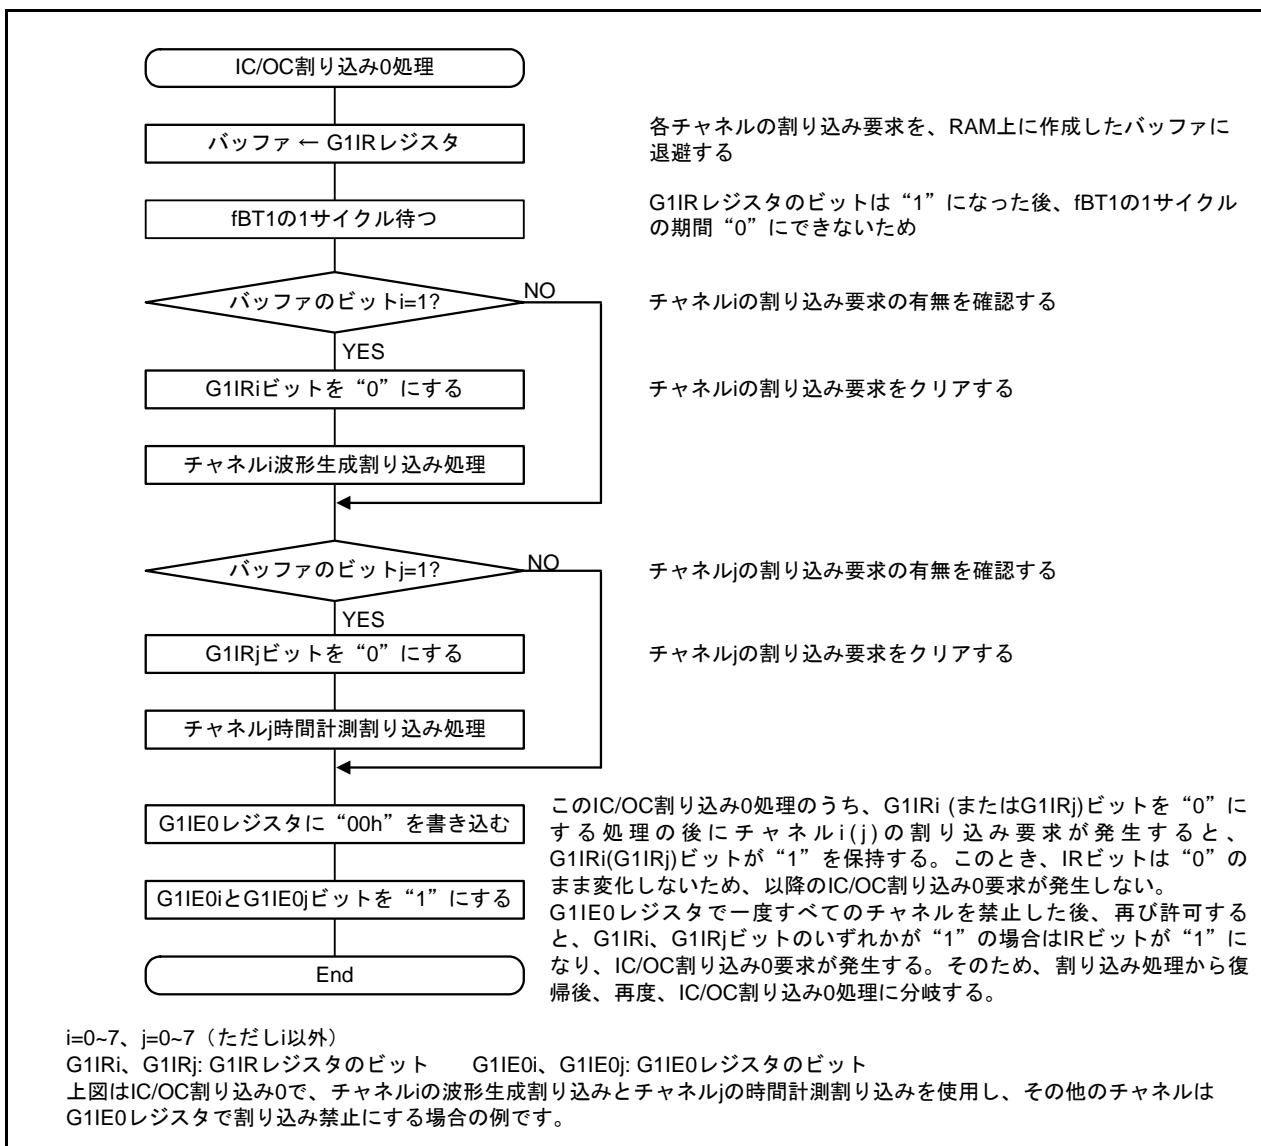 IC/OC割り込み0処理
バッファ ← G1IRレジスタ
各チャネルの割り込み要求を、RAM上に作成したバッファに
退避する
fBT1の1サイクル待つ
G1IRレジスタのビットは“1”になった後、fBT1の1サイクル
の期間“0”にできないため
バッファのビットi=1?
NO
チャネルiの割り込み要求の有無を確認する
YES
G1IRiビットを“0”にする
チャネルiの割り込み要求をクリアする
チャネルi波形生成割り込み処理
バッファのビットj=1?
NO
チャネルjの割り込み要求の有無を確認する
YES
G1IRjビットを“0”にする
チャネルjの割り込み要求をクリアする
チャネルj時間計測割り込み処理
G1IE0レジスタに“00h”を書き込む
G1IE0iとG1IE0jビットを“1”にする
End
このIC/OC割り込み0処理のうち、G1IRi (またはG1IRj)ビットを“0”に
する処理の後にチャネルi(j)の割り込み要求が発生すると、
G1IRi(G1IRj)ビットが“1”を保持する。このとき、IRビットは“0”の
まま変化しないため、以降のIC/OC割り込み0要求が発生しない。
G1IE0レジスタで一度すべてのチャネルを禁止した後、再び許可する
と、G1IRi、G1IRjビットのいずれかが“1”の場合はIRビットが“1”に
なり、IC/OC割り込み0要求が発生する。そのため、割り込み処理から復
帰後、再度、IC/OC割り込み0処理に分岐する。
i=0~7、j=0~7（ただしi以外）
G1IRi、G1IRj: G1IRレジスタのビット　　G1IE0i、G1IE0j: G1IE0レジスタのビット
上図はIC/OC割り込み0で、チャネルiの波形生成割り込みとチャネルjの時間計測割り込みを使用し、その他のチャネルは
G1IE0レジスタで割り込み禁止にする場合の例です。